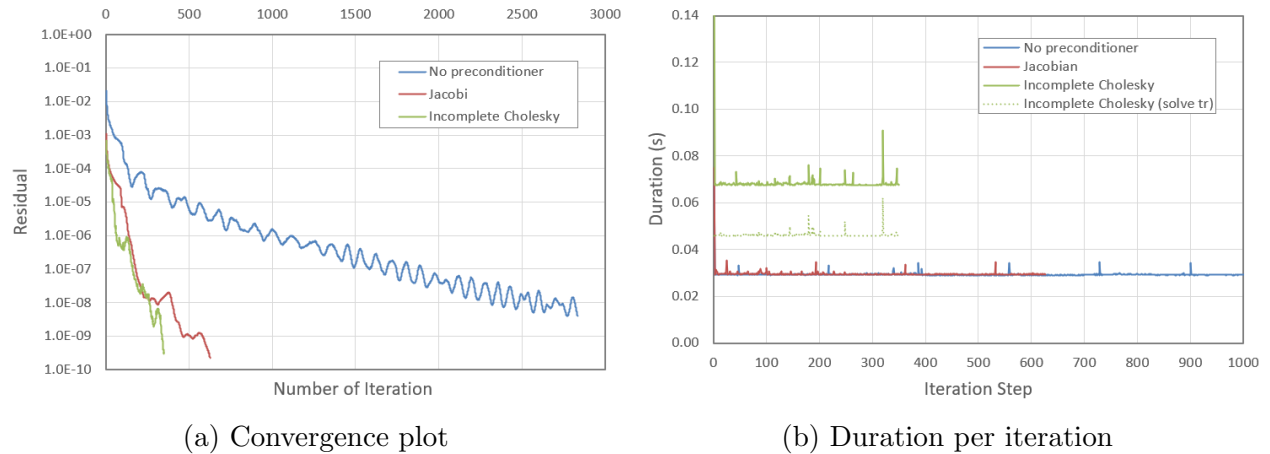 0 500 1000 1500 2000 2500 3000
1.0E+00
1.0E-01
1.0E-02
1.0E-03
1.0E-04
1.0E-05
1.0E-06
1.0E-07
1.0E-08
1.0E-09
1.0E-10
Residual
No preconditioner
Jacobi
Incomplete Cholesky
Number of Iteration
(a) Convergence plot
0.14
0.12
0.10
0.08
0.06
0.04
0.02
0.00
Duration (s)
No preconditioner
Jacobian
Incomplete Cholesky
Incomplete Cholesky (solve tr)
0 100 200 300 400 500 600 700 800 900 1000
Iteration Step
(b) Duration per iteration